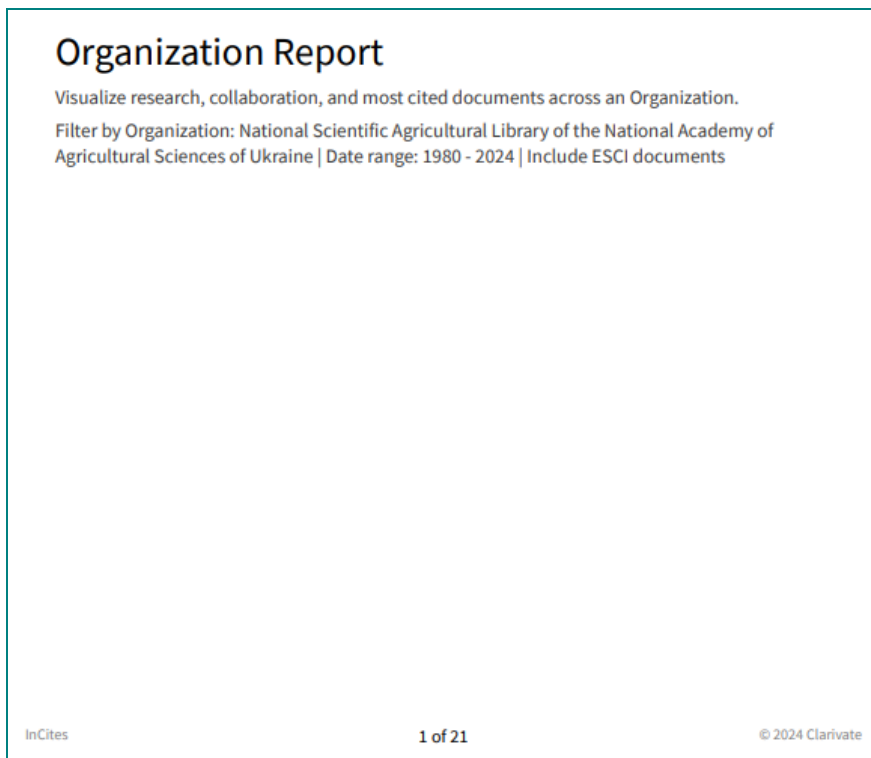 Organization Report
Visualize research, collaboration, and most cited documents across an Organization.
Filter by Organization: National Scientific Agricultural Library of the National Academy of
Agricultural Sciences of Ukraine | Date range: 1980 - 2024 | Include ESCI documents
InCites
1 of 21
© 2024 Clarivate